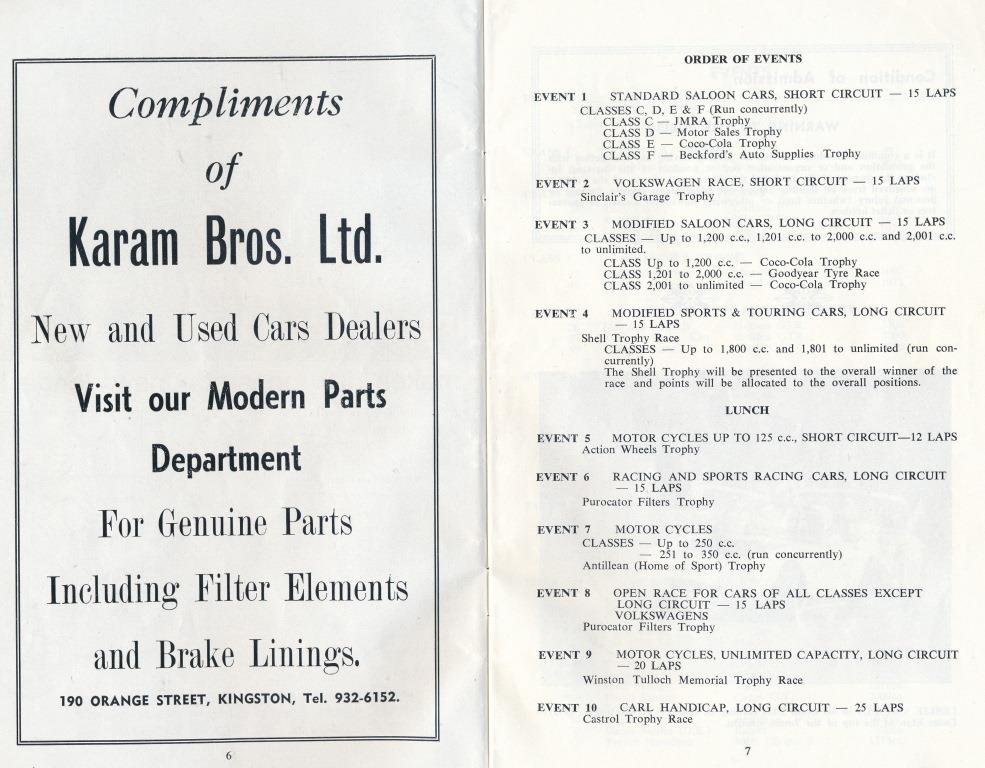 Compliments
of
Karam Bros. Ltd.
New and Used Cars Dealers
Visit our Modern Parts
Department
For Genuine Parts
Including Filter Elements
and Brake Linings.
190 ORANGE STREET, KINGSTON, Tel. 932-6152.
6
ORDER OF EVENTS
EVENT 1 STANDARD SALOON CARS, SHORT CIRCUIT — 15 LAPS
CLASSES C, D, E & F (Run concurrently)
CLASS C — JMRA Trophy
CLASS D — Motor Sales Trophy
CLASS E — Coco-Cola Trophy
CLASS F — Beckford's Auto Supplies Trophy
EVENT 2 VOLKSWAGEN RACE, SHORT CIRCUIT — 15 LAPS
Sinclair's Garage Trophy
EVENT 3 MODIFIED SALOON CARS, LONG CIRCUIT — 15 LAPS
CLASSES — Up to 1,200 c.c., 1,201 c.c. to 2,000 c.c. and 2,001 c.c.
to unlimited.
CLASS Up to 1,200 c.c. — Coco-Cola Trophy
CLASS 1,201 to 2,000 c.c. — Goodyear Tyre Race
CLASS 2,001 to unlimited — Coco-Cola Trophy
EVENT 4 MODIFIED SPORTS & TOURING CARS, LONG CIRCUIT
— 15 LAPS
Shell Trophy Race
CLASSES — Up to 1,800 c.c. and 1,801 to unlimited (run con-
currently)
The Shell Trophy will be presented to the overall winner of the
race and points will be allocated to the overall positions.
LUNCH
EVENT 5 MOTOR CYCLES UP TO 125 c.c., SHORT CIRCUIT—12 LAPS
Action Wheels Trophy
EVENT 6 RACING AND SPORTS RACING CARS, LONG CIRCUIT
— 15 LAPS
Purocator Filters Trophy
EVENT 7 MOTOR CYCLES
CLASSES — Up to 250 c.c.
— 251 to 350 c.c. (run concurrently)
Antillean (Home of Sport) Trophy
EVENT 8 OPEN RACE FOR CARS OF ALL CLASSES EXCEPT
LONG CIRCUIT — 15 LAPS
VOLKSWAGENS
Purocator Filters Trophy
EVENT 9 MOTOR CYCLES, UNLIMITED CAPACITY, LONG CIRCUIT
— 20 LAPS
Winston Tulloch Memorial Trophy Race
EVENT 10 CARL HANDICAP, LONG CIRCUIT — 25 LAPS
Castrol Trophy Race
7